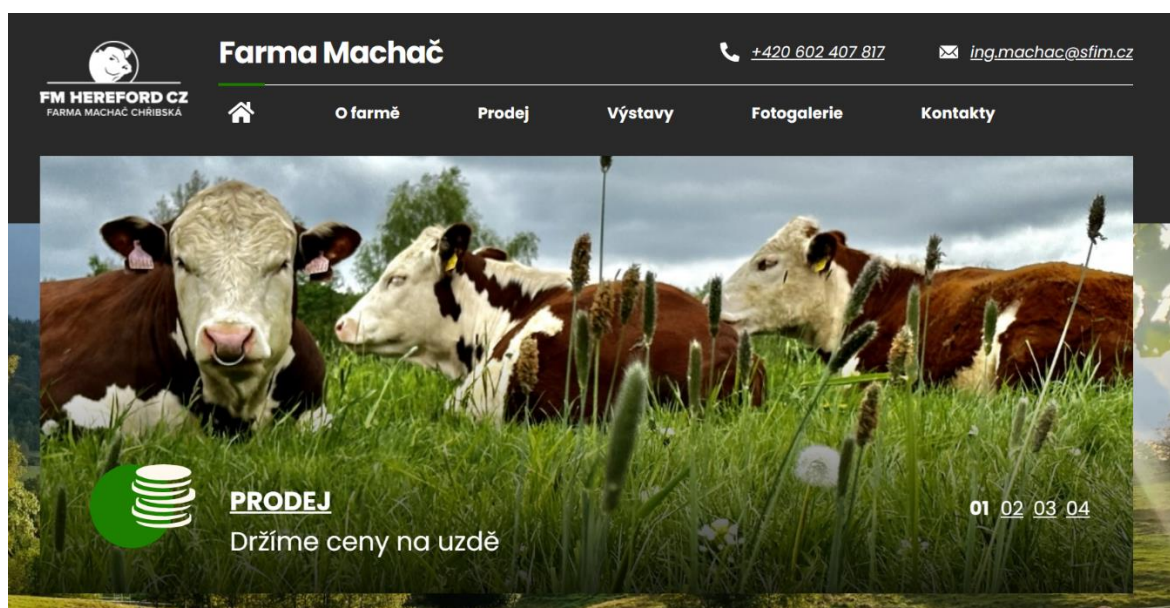 FM HEREFORD CZ
FARMA MACHAČ CHŘIBSKÁ
Farma Machač
+420 602 407 817
ing.machac@sfim.cz
O farmě
Prodej
Výstavy
Fotogalerie
Kontakty
PRODEJ
Držíme ceny na uzdě
01 02 03 04